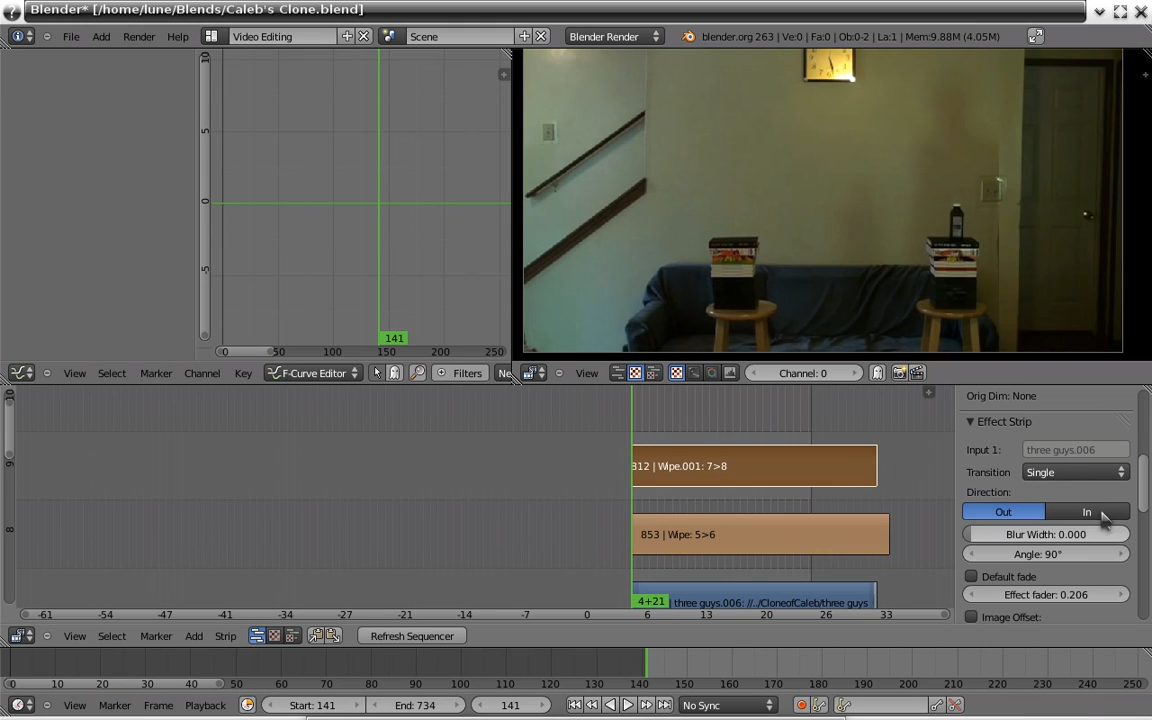 Blender* [/home/lune/Blends/Caleb's Clone.blend]
File Add Render Help Video Editing Scene Blender Render blender.org 263 | Ve:0 | Fa:0 | Ob:0-2 | La:1 | Mem:9.88M (4.05M)
10
5
0
-5
141
0 50 100 150 200 250
View Select Marker Channel Key F-Curve Editor Filters Ne
View Channel: 0
10
9
8
312 | Wipe.001: 7>8
853 | Wipe: 5>6
4+21 | three guys.006: //../CloneofCaleb/three guys
-61 -34 -27 -21 -14 -7 0 6 13 20 26 33
Orig Dim: None
Effect Strip
Input 1: three guys.006
Transition Single
Direction:
Out In
Blur Width: 0.000
Angle: 90°
Default fade
Effect fader: 0.206
Image Offset:
View Select Marker Add Strip Refresh Sequencer
0 10 20 30 40 50 60 70 80 90 100 110 120 130 140 150 160 170 180 190 200 210 220 230 240 250
View Marker Frame Playback Start: 141 End: 734 141 No Sync